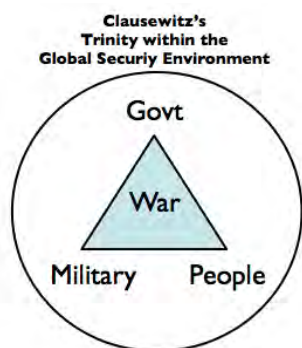 Clausewitz's
Trinity within the
Global Securiy Environment
Govt
War
Military People